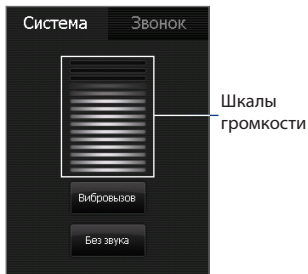 Система Звонок
Шкалы
громкости
Вибровызов
Без звука